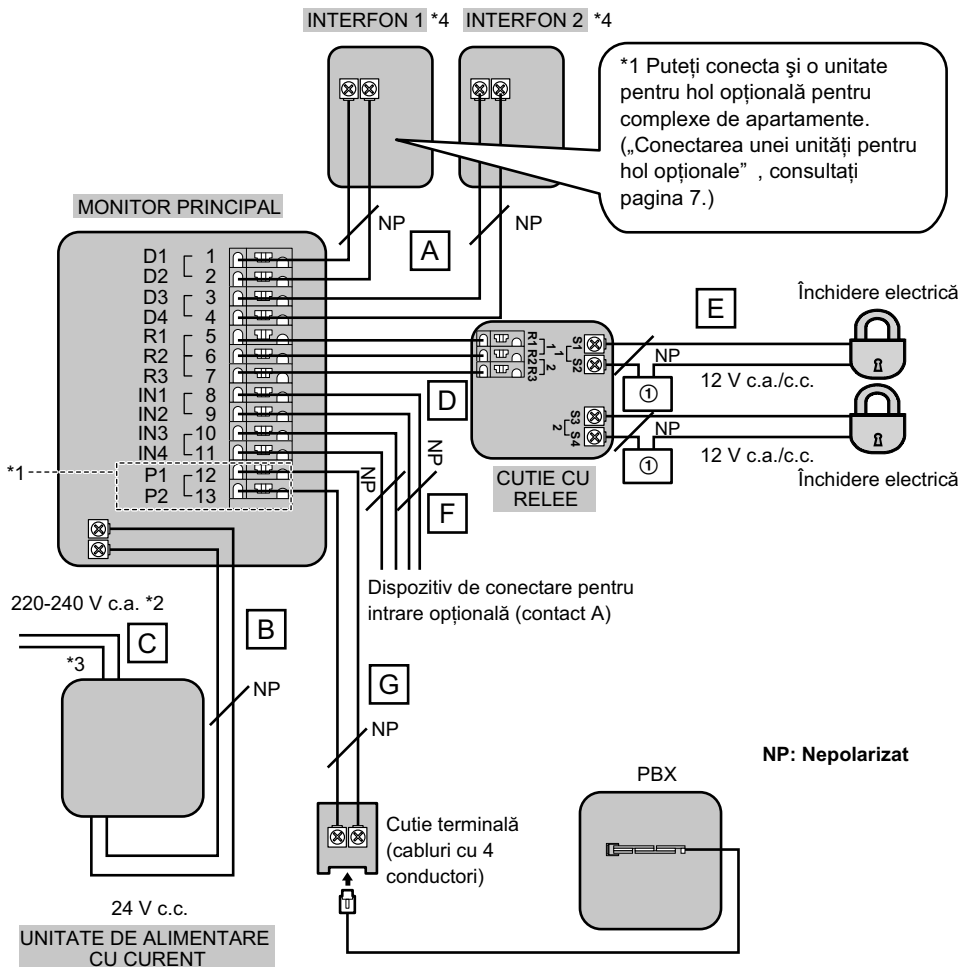 INTERFON 1 *4 INTERFON 2 *4
*1 Puteți conecta şi o unitate
pentru hol opțională pentru
complexe de apartamente.
(„Conectarea unei unități pentru
hol opționale” , consultați
pagina 7.)
MONITOR PRINCIPAL
NP
A
NP
D1 1
D2 2
D3 3
D4 4
R1 5
R2 6
R3 7
IN1 8
IN2 9
IN3 10
IN4 11
*1
P1 12
P2 13
R1
R2
R3
1
2
1
S1
S2
2
S3
S4
E
Închidere electrică
NP
①
12 V c.a./c.c.
NP
①
12 V c.a./c.c.
Închidere electrică
D
CUTIE CU
RELEE
NP
NP
F
Dispozitiv de conectare pentru
intrare opțională (contact A)
220-240 V c.a. *2
C
B
*3
NP
G
NP
NP: Nepolarizat
PBX
Cutie terminală
(cabluri cu 4
conductori)
24 V c.c.
UNITATE DE ALIMENTARE
CU CURENT